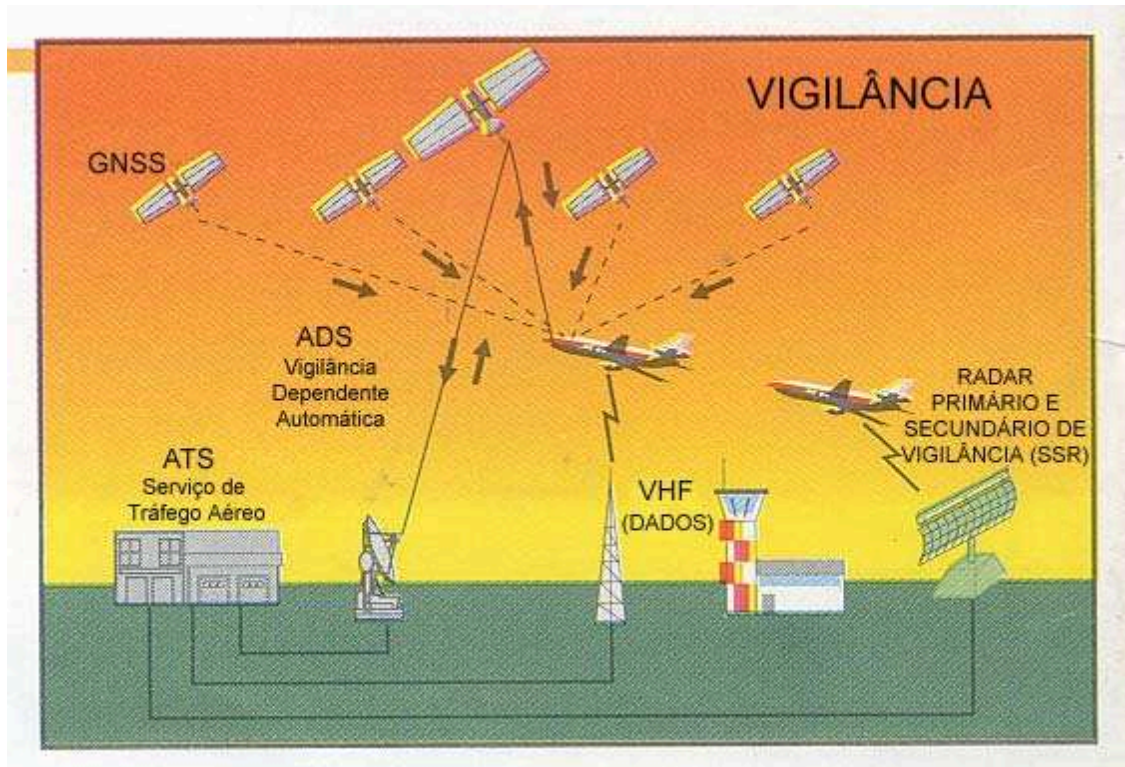 VIGILÂNCIA
GNSS
ADS
Vigilância
Dependente
Automática
RADAR
PRIMÁRIO E
SECUNDÁRIO DE
VIGILÂNCIA (SSR)
ATS
Serviço de
Tráfego Aéreo
VHF
(DADOS)